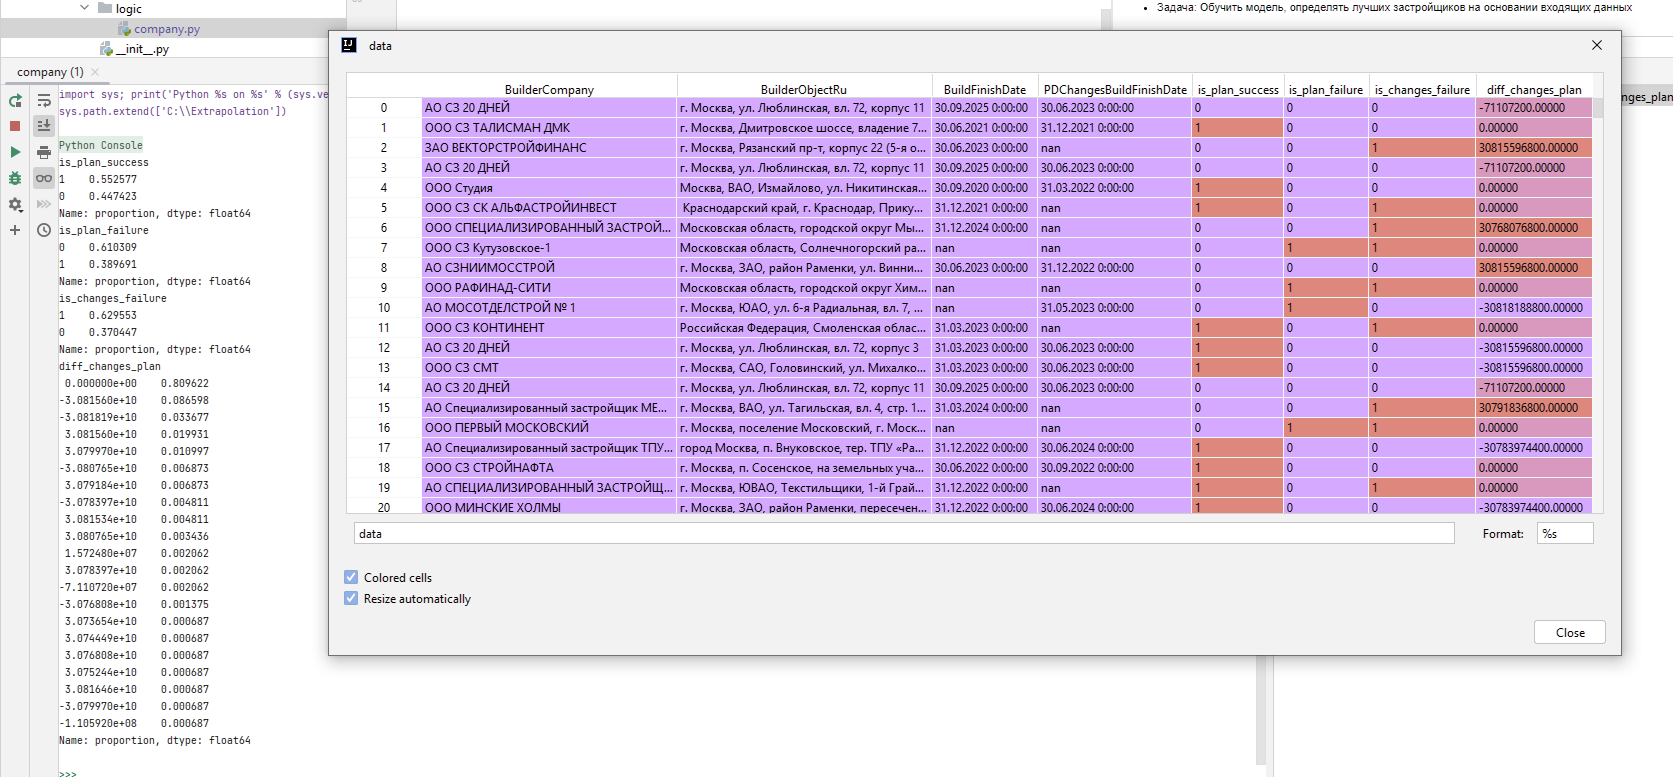 logic
company.py
__init__.py
• Задача: Обучить модель, определять лучших застройщиков на основании входящих данных
company (1)
import sys; print('Python %s on %s' % (sys.ve
sys.path.extend(['C:\\Extrapolation'])
Python Console
is_plan_success
1 0.552577
0 0.447423
Name: proportion, dtype: float64
is_plan_failure
0 0.610309
1 0.389691
Name: proportion, dtype: float64
is_changes_failure
1 0.629553
0 0.370447
Name: proportion, dtype: float64
diff_changes_plan
0.000000e+00 0.809622
-3.081560e+10 0.086598
-3.081819e+10 0.033677
3.081560e+10 0.019931
3.079970e+10 0.010997
-3.080765e+10 0.006873
3.079184e+10 0.006873
-3.078397e+10 0.004811
3.081534e+10 0.004811
3.080765e+10 0.003436
1.572480e+07 0.002062
3.078397e+10 0.002062
-7.110720e+07 0.002062
-3.076808e+10 0.001375
3.073654e+10 0.000687
3.074449e+10 0.000687
3.076808e+10 0.000687
3.075244e+10 0.000687
3.081646e+10 0.000687
-3.079970e+10 0.000687
-1.105920e+08 0.000687
Name: proportion, dtype: float64
>>>
data
BuilderCompany BuilderObjectRu BuildFinishDate PDChangesBuildFinishDate is_plan_success is_plan_failure is_changes_failure diff_changes_plan
0 АО СЗ 20 ДНЕЙ г. Москва, ул. Люблинская, вл. 72, корпус 11 30.09.2025 0:00:00 30.06.2023 0:00:00 0 0 0 -71107200.00000
1 ООО СЗ ТАЛИСМАН ДМК г. Москва, Дмитровское шоссе, владение 7... 30.06.2021 0:00:00 31.12.2021 0:00:00 1 0 0 0.00000
2 ЗАО ВЕКТОРСТРОЙФИНАНС г. Москва, Рязанский пр-т, корпус 22 (5-я о... 30.06.2023 0:00:00 nan 0 0 1 30815596800.00000
3 АО СЗ 20 ДНЕЙ г. Москва, ул. Люблинская, вл. 72, корпус 11 30.09.2025 0:00:00 30.06.2023 0:00:00 0 0 0 -71107200.00000
4 ООО Студия Москва, ВАО, Измайлово, ул. Никитинская... 30.09.2020 0:00:00 31.03.2022 0:00:00 1 0 0 0.00000
5 ООО СЗ СК АЛЬФАСТРОЙИНВЕСТ Краснодарский край, г. Краснодар, Прику... 31.12.2021 0:00:00 nan 1 0 1 0.00000
6 ООО СПЕЦИАЛИЗИРОВАННЫЙ ЗАСТРОЙ... Московская область, городской округ Мы... 31.12.2024 0:00:00 nan 0 0 1 30768076800.00000
7 ООО СЗ Кутузовское-1 Московская область, Солнечногорский ра... nan nan 0 1 1 0.00000
8 АО СЗНИИМОССТРОЙ г. Москва, ЗАО, район Раменки, ул. Винни... 30.06.2023 0:00:00 31.12.2022 0:00:00 0 0 0 30815596800.00000
9 ООО РАФИНАД-СИТИ Московская область, городской округ Хим... nan nan 0 1 1 0.00000
10 АО МОСОТДЕЛСТРОЙ № 1 г. Москва, ЮАО, ул. 6-я Радиальная, вл. 7, ... nan 31.05.2023 0:00:00 0 1 0 -30818188800.00000
11 ООО СЗ КОНТИНЕНТ Российская Федерация, Смоленская облас... 31.03.2023 0:00:00 nan 1 0 1 0.00000
12 АО СЗ 20 ДНЕЙ г. Москва, ул. Люблинская, вл. 72, корпус 3 31.03.2023 0:00:00 30.06.2023 0:00:00 1 0 0 -30815596800.00000
13 ООО СЗ СМТ г. Москва, САО, Головинский, ул. Михалко... 31.03.2023 0:00:00 30.06.2023 0:00:00 1 0 0 -30815596800.00000
14 АО СЗ 20 ДНЕЙ г. Москва, ул. Люблинская, вл. 72, корпус 11 30.09.2025 0:00:00 30.06.2023 0:00:00 0 0 0 -71107200.00000
15 АО Специализированный застройщик МЕ... г. Москва, ВАО, ул. Тагильская, вл. 4, стр. 1... 31.03.2024 0:00:00 nan 0 0 1 30791836800.00000
16 ООО ПЕРВЫЙ МОСКОВСКИЙ г. Москва, поселение Московский, г. Моск... nan nan 0 1 1 0.00000
17 АО Специализированный застройщик ТПУ... город Москва, п. Внуковское, тер. ТПУ «Ра... 31.12.2022 0:00:00 30.06.2024 0:00:00 1 0 0 -30783974400.00000
18 ООО СЗ СТРОЙНАФТА г. Москва, п. Сосенское, на земельных уча... 30.06.2022 0:00:00 30.09.2022 0:00:00 1 0 0 0.00000
19 АО СПЕЦИАЛИЗИРОВАННЫЙ ЗАСТРОЙЩ... г. Москва, ЮВАО, Текстильщики, 1-й Грай... 31.12.2022 0:00:00 nan 1 0 1 0.00000
20 ООО МИНСКИЕ ХОЛМЫ г. Москва, ЗАО, район Раменки, пересечен... 31.12.2022 0:00:00 30.06.2024 0:00:00 1 0 0 -30783974400.00000
data Format: %s
Colored cells
Resize automatically
Close
nges_plan